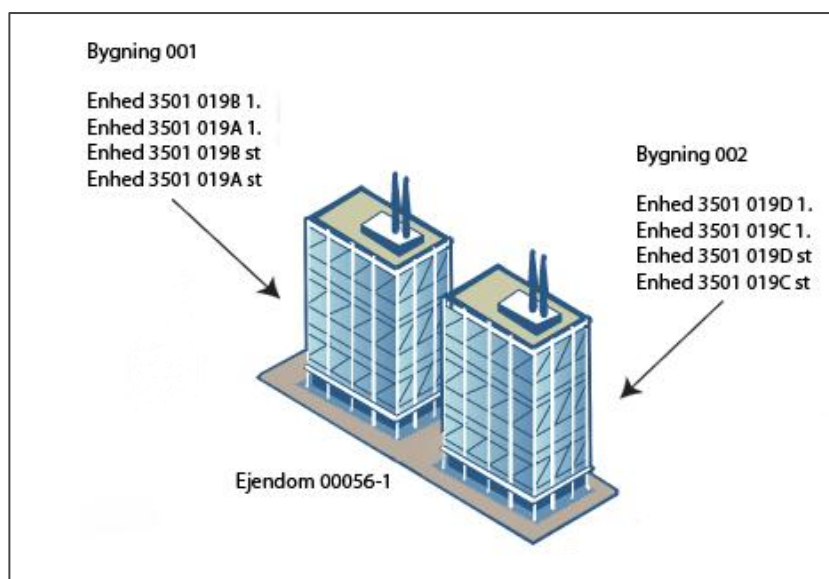 Bygning 001
Enhed 3501 019B 1.
Enhed 3501 019A 1.
Enhed 3501 019B st
Enhed 3501 019A st
Bygning 002
Enhed 3501 019D 1.
Enhed 3501 019C 1.
Enhed 3501 019D st
Enhed 3501 019C st
Ejendom 00056-1